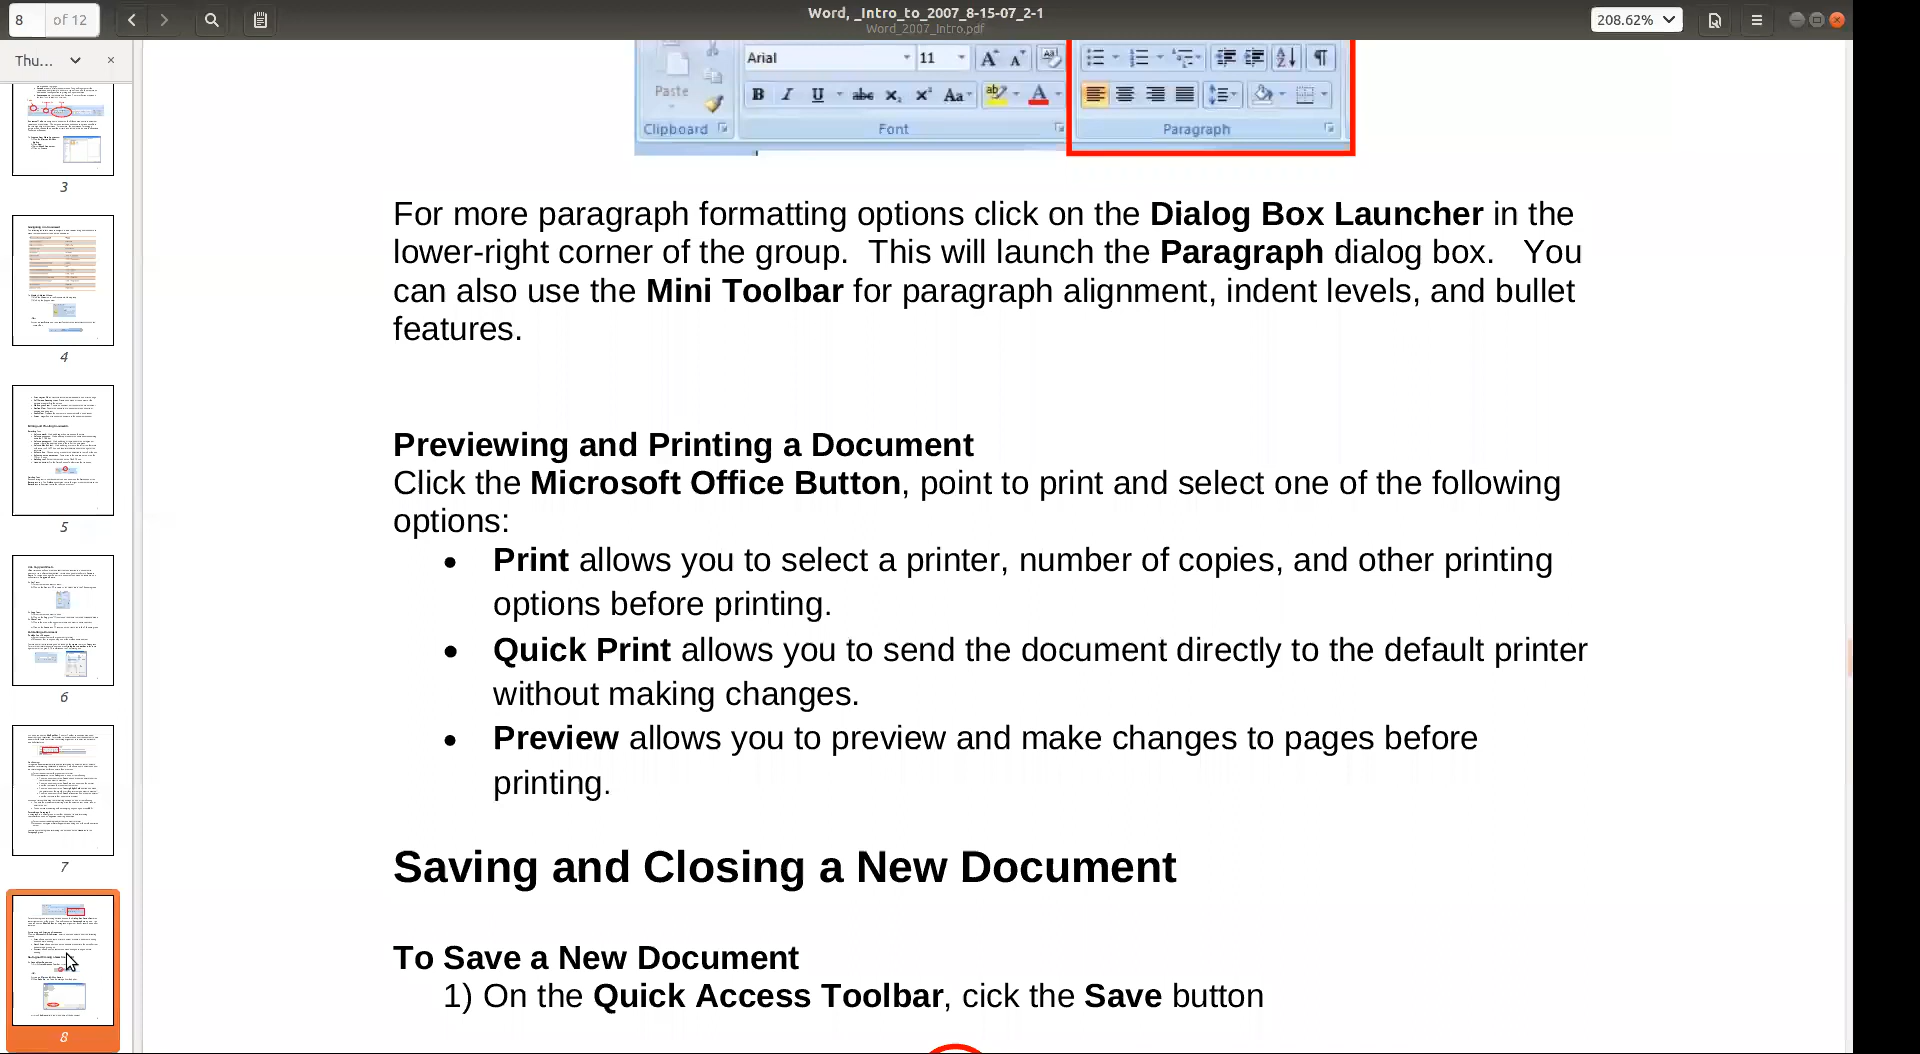 8 of 12
Word, _Intro_to_2007_8-15-07_2-1
Word_2007_Intro.pdf
208.62%
Thu...
Arial 11
Paste
B I U abc x₂ x² Aa ab A
Clipboard Font Paragraph
For more paragraph formatting options click on the Dialog Box Launcher in the
lower-right corner of the group.  This will launch the Paragraph dialog box.   You
can also use the Mini Toolbar for paragraph alignment, indent levels, and bullet
features.
Previewing and Printing a Document
Click the Microsoft Office Button, point to print and select one of the following
options:
• Print allows you to select a printer, number of copies, and other printing
options before printing.
• Quick Print allows you to send the document directly to the default printer
without making changes.
• Preview allows you to preview and make changes to pages before
printing.
Saving and Closing a New Document
To Save a New Document
1) On the Quick Access Toolbar, cick the Save button
3
4
5
6
7
8